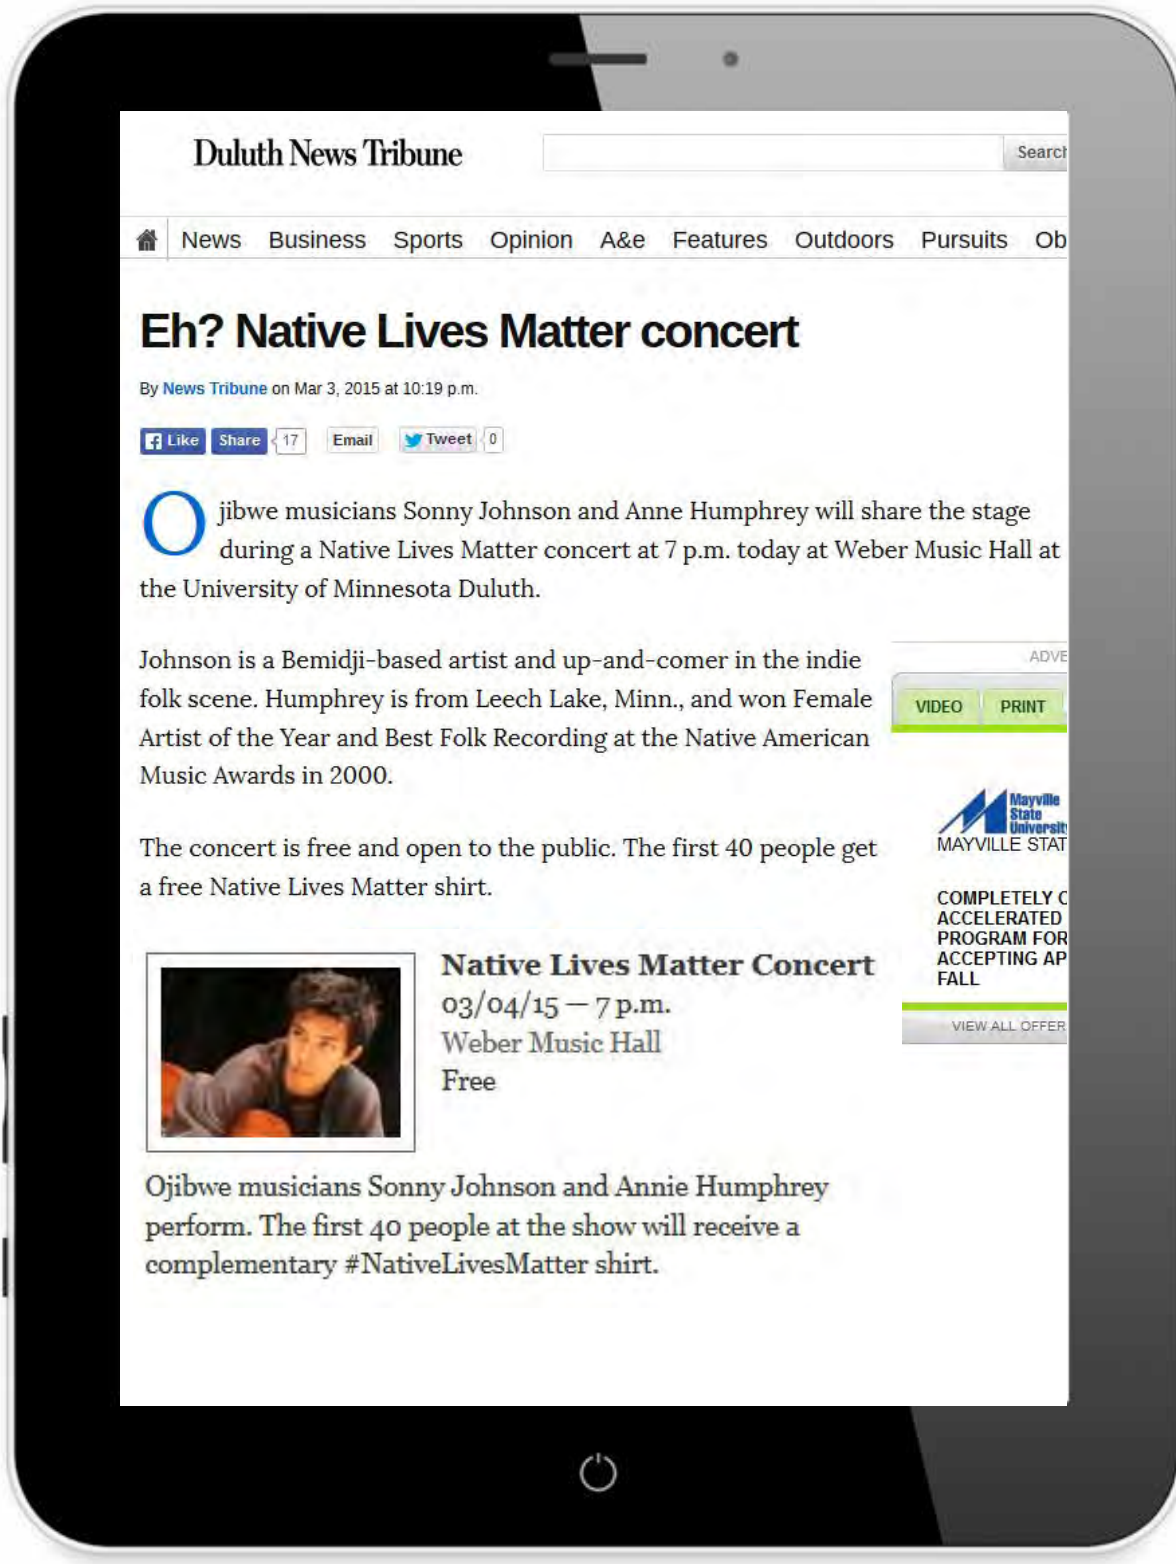 Duluth News Tribune
Search
News Business Sports Opinion A&e Features Outdoors Pursuits Ob
Eh? Native Lives Matter concert
By News Tribune on Mar 3, 2015 at 10:19 p.m.
Like Share 17 Email Tweet 0
Ojibwe musicians Sonny Johnson and Anne Humphrey will share the stage
during a Native Lives Matter concert at 7 p.m. today at Weber Music Hall at
the University of Minnesota Duluth.
Johnson is a Bemidji-based artist and up-and-comer in the indie
folk scene. Humphrey is from Leech Lake, Minn., and won Female
Artist of the Year and Best Folk Recording at the Native American
Music Awards in 2000.
The concert is free and open to the public. The first 40 people get
a free Native Lives Matter shirt.
ADVE
VIDEO PRINT
Mayville
State
University
MAYVILLE STAT
COMPLETELY O
ACCELERATED
PROGRAM FOR
ACCEPTING AP
FALL
VIEW ALL OFFER
Native Lives Matter Concert
03/04/15 — 7 p.m.
Weber Music Hall
Free
Ojibwe musicians Sonny Johnson and Annie Humphrey
perform. The first 40 people at the show will receive a
complementary #NativeLivesMatter shirt.